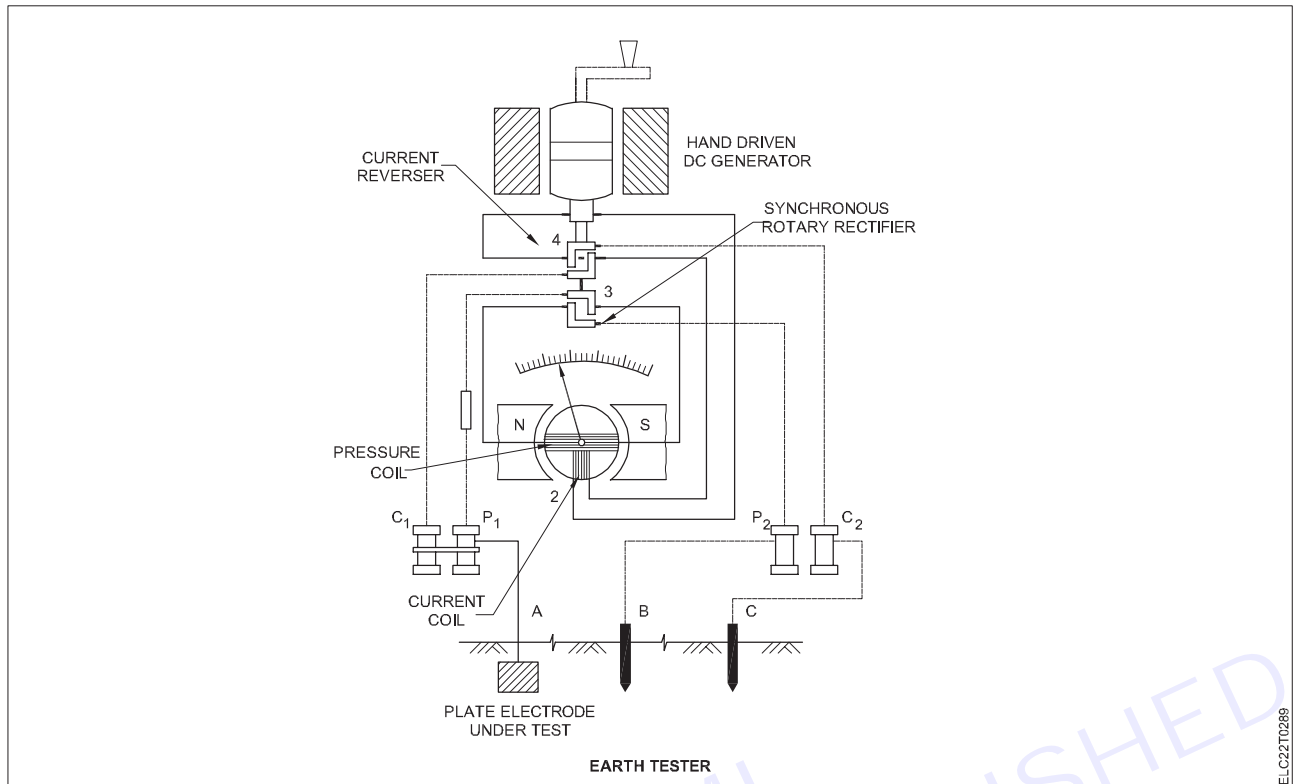 HAND DRIVEN
DC GENERATOR
CURRENT
REVERSER
SYNCHRONOUS
ROTARY RECTIFIER
4
3
N
S
PRESSURE
COIL
2
C1
P1
P2
C2
CURRENT
COIL
A
B
C
PLATE ELECTRODE
UNDER TEST
EARTH TESTER
ELC22T0289
SHED